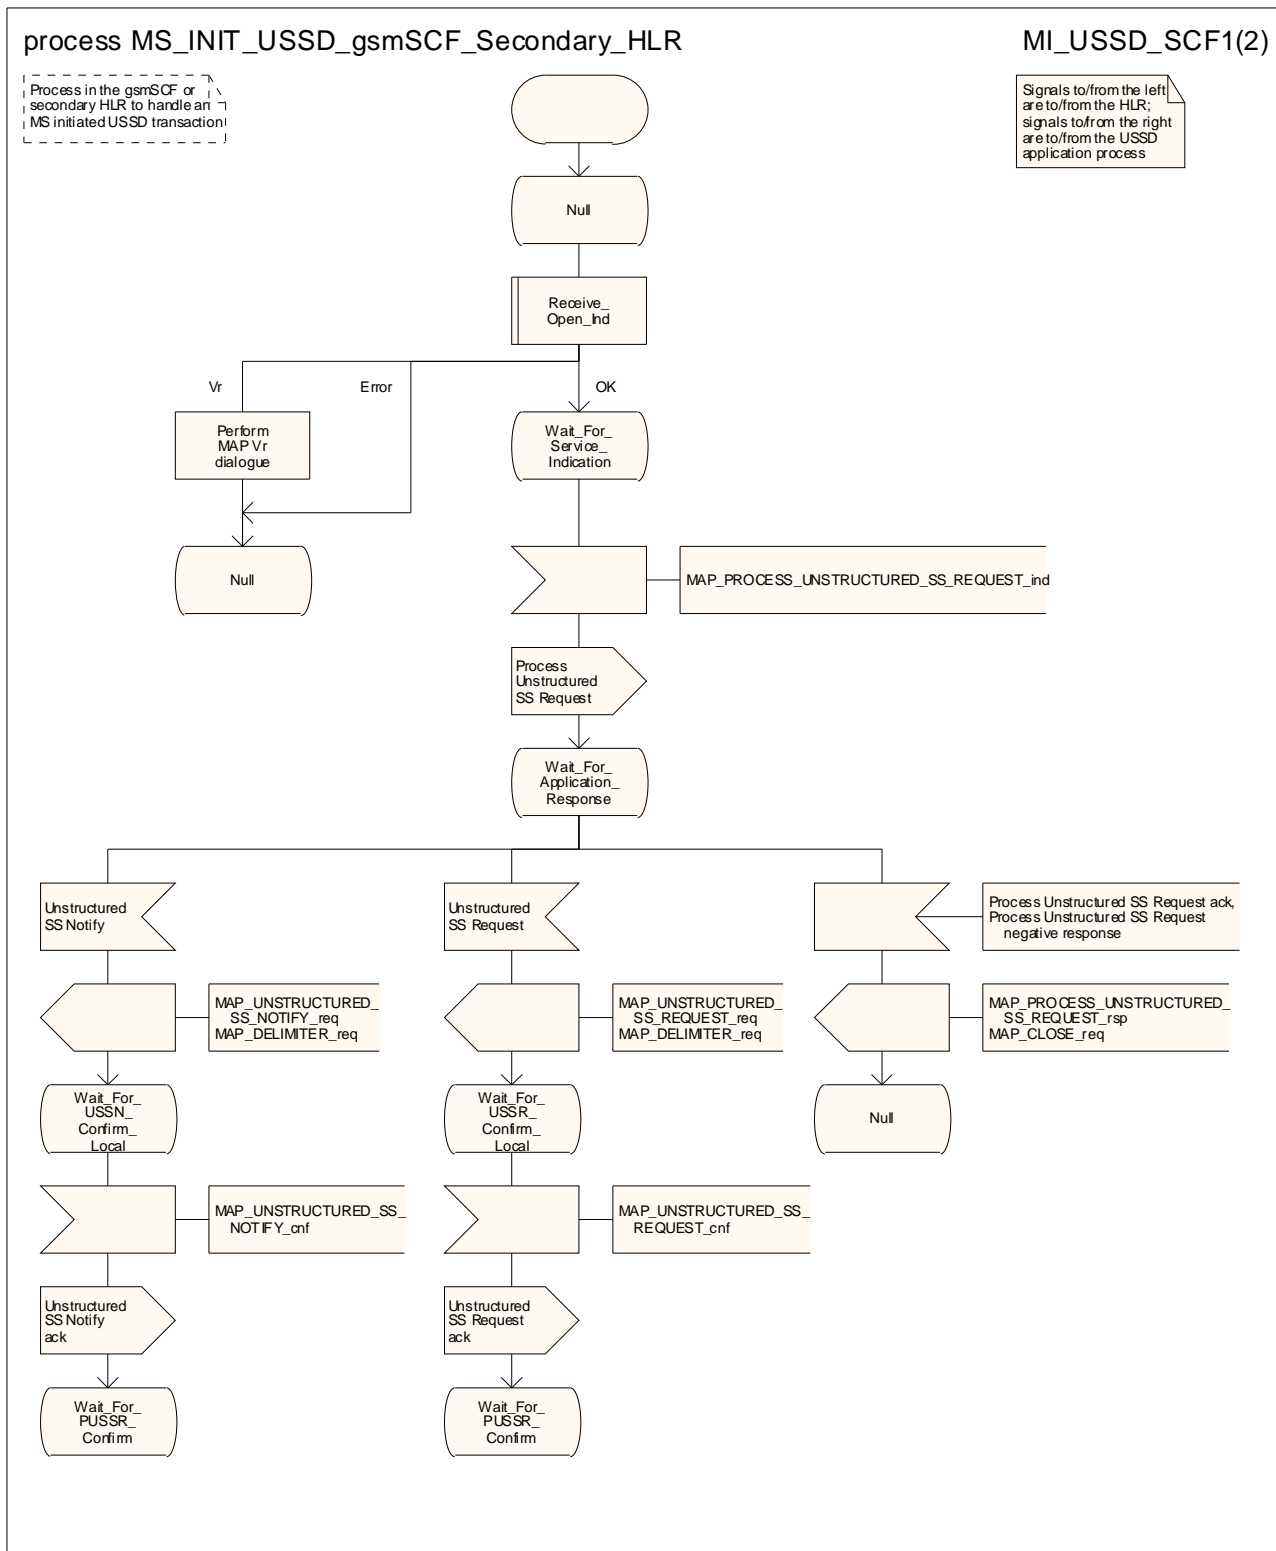 process MS_INIT_USSD_gsmSCF_Secondary_HLR
MI_USSD_SCF1(2)
Process in the gsmSCF or
secondary HLR to handle an
MS initiated USSD transaction
Signals to/from the left
are to/from the HLR;
signals to/from the right
are to/from the USSD
application process
Null
Receive_
Open_Ind
Vr
Error
OK
Perform
MAP Vr
dialogue
Wait_For_
Service_
Indication
Null
MAP_PROCESS_UNSTRUCTURED_SS_REQUEST_ind
Process
Unstructured
SS Request
Wait_For_
Application_
Response
Unstructured
SS Notify
Unstructured
SS Request
Process Unstructured SS Request ack,
Process Unstructured SS Request
negative response
MAP_UNSTRUCTURED_
SS_NOTIFY_req
MAP_DELIMITER_req
MAP_UNSTRUCTURED_
SS_REQUEST_req
MAP_DELIMITER_req
MAP_PROCESS_UNSTRUCTURED_
SS_REQUEST_rsp
MAP_CLOSE_req
Wait_For_
USSN_
Confirm_
Local
Wait_For_
USSR_
Confirm_
Local
Null
MAP_UNSTRUCTURED_SS_
NOTIFY_cnf
MAP_UNSTRUCTURED_SS_
REQUEST_cnf
Unstructured
SS Notify
ack
Unstructured
SS Request
ack
Wait_For_
PUSSR_
Confirm
Wait_For_
PUSSR_
Confirm